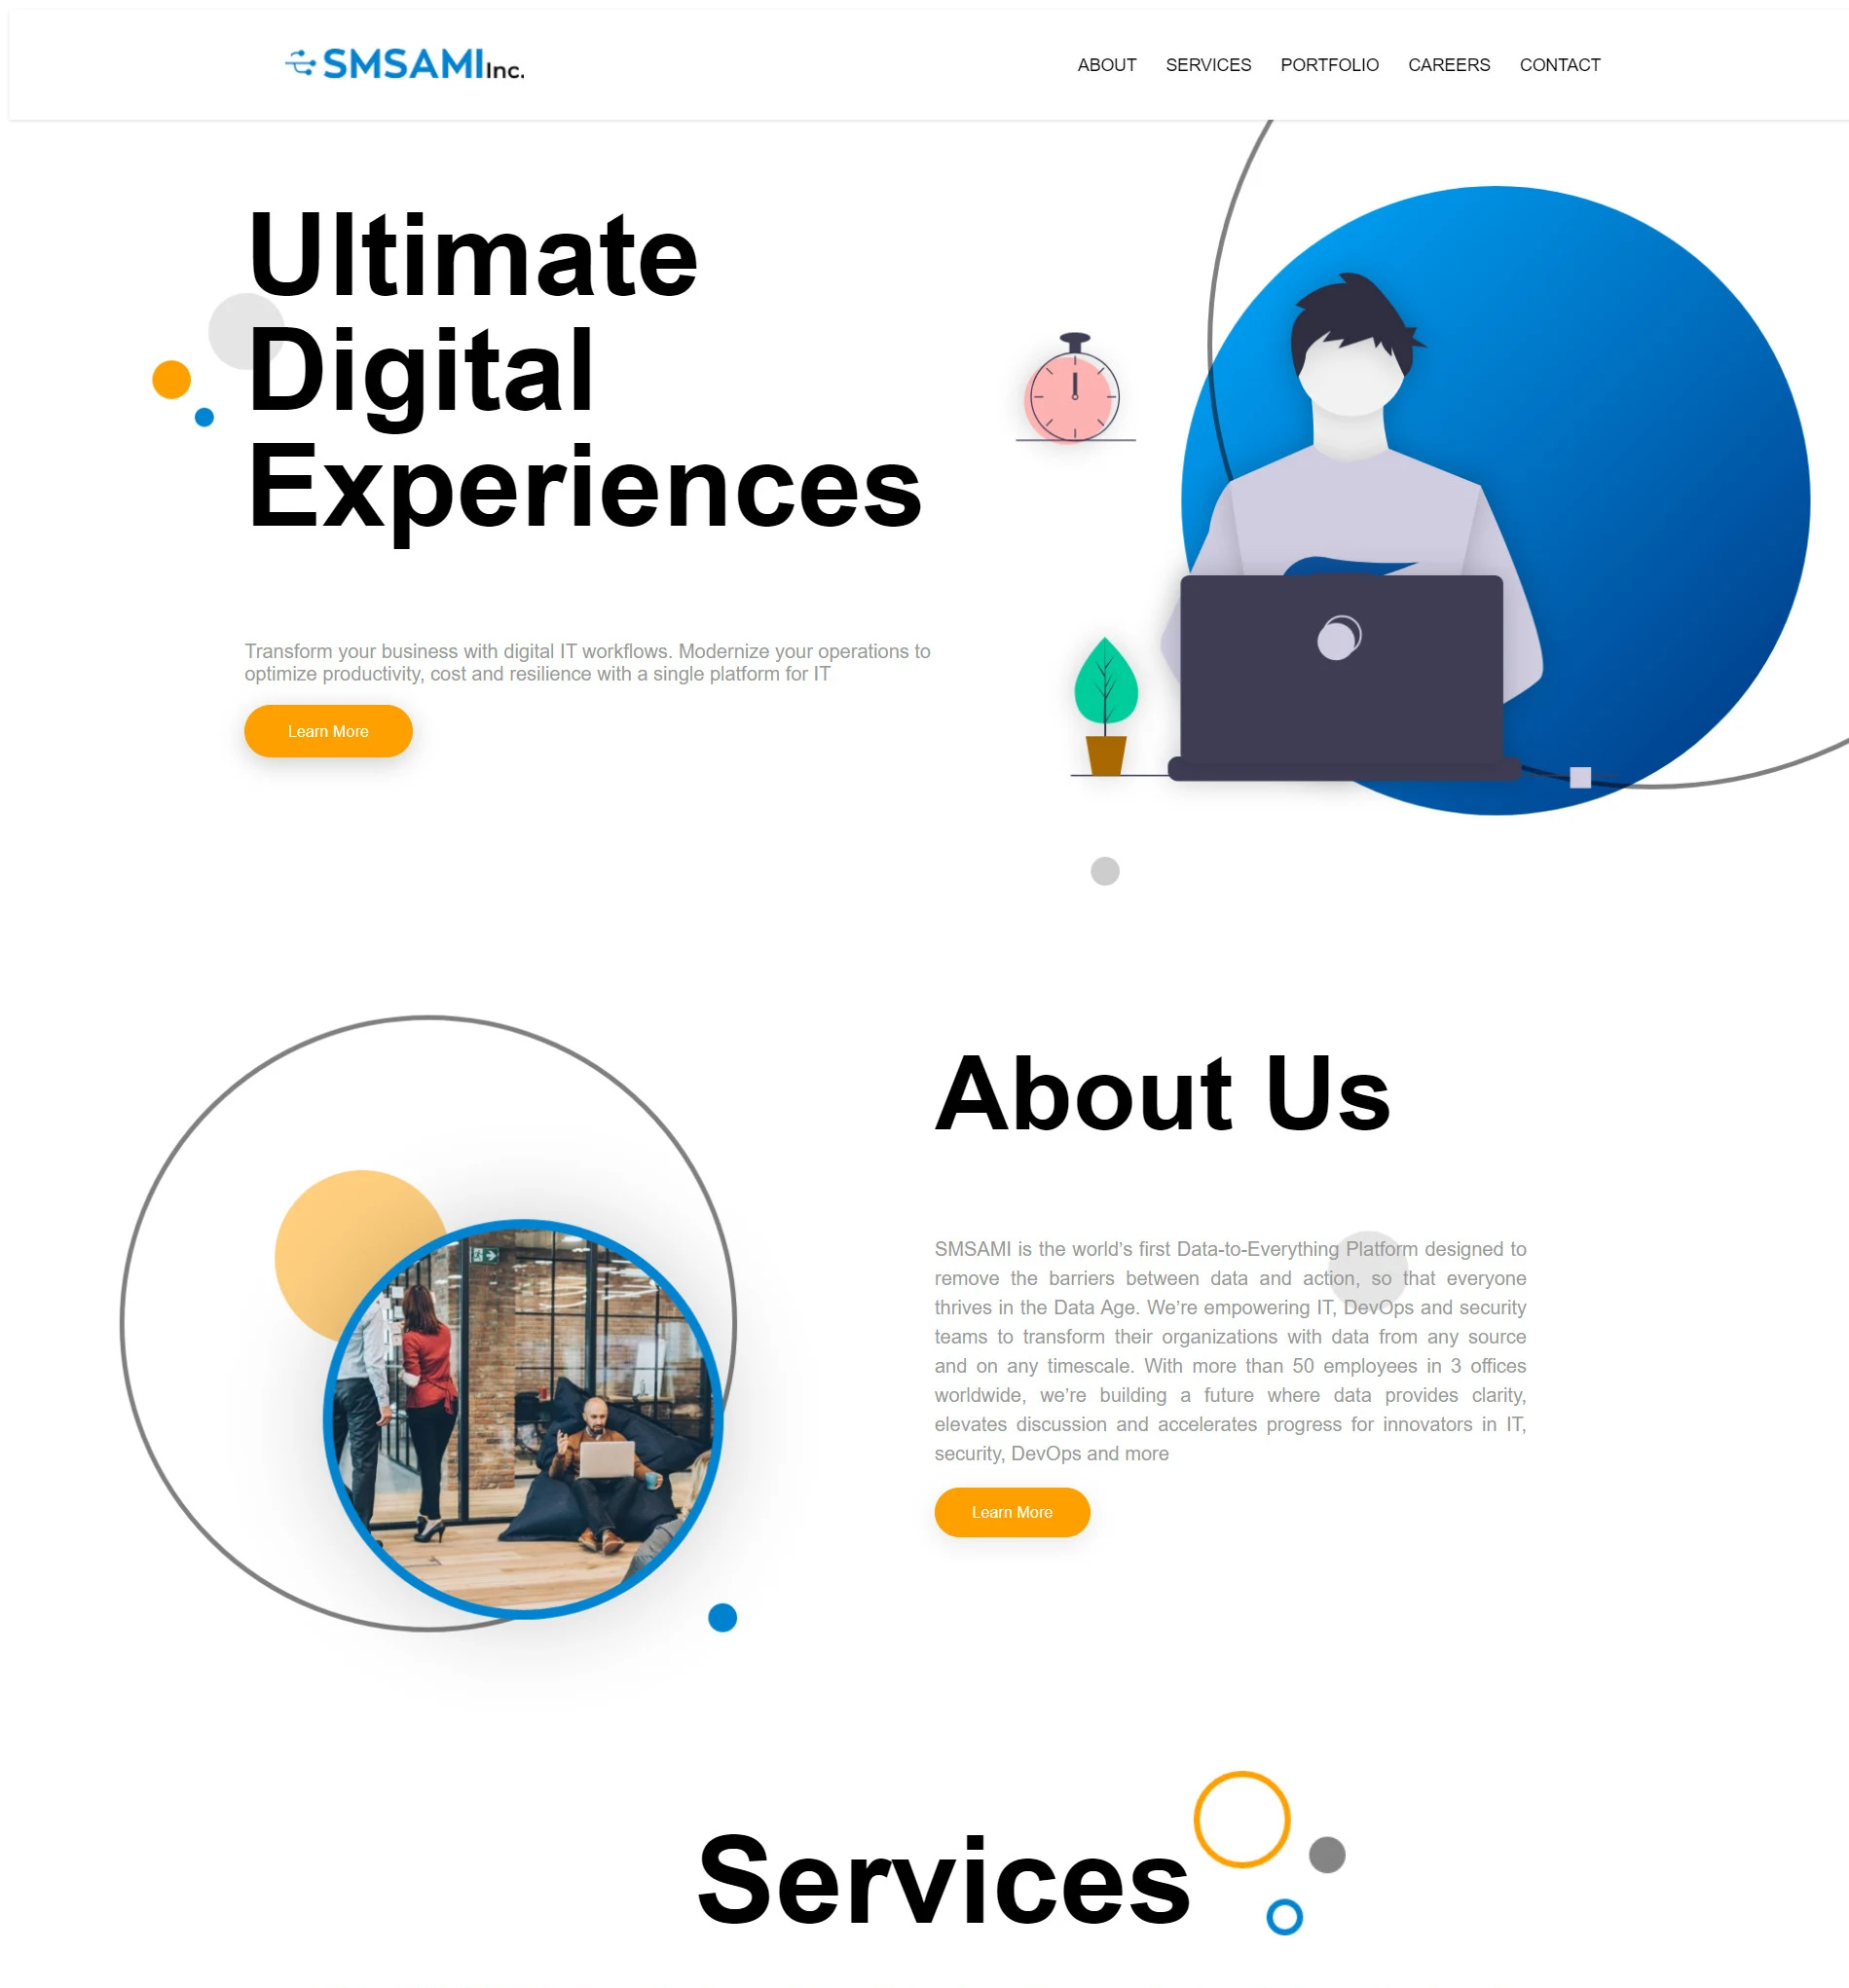 SMSAMI Inc.
ABOUT SERVICES PORTFOLIO CAREERS CONTACT
Ultimate
Digital
Experiences
Transform your business with digital IT workflows. Modernize your operations to
optimize productivity, cost and resilience with a single platform for IT
Learn More
About Us
SMSAMI is the world’s first Data-to-Everything Platform designed to
remove the barriers between data and action, so that everyone
thrives in the Data Age. We’re empowering IT, DevOps and security
teams to transform their organizations with data from any source
and on any timescale. With more than 50 employees in 3 offices
worldwide, we’re building a future where data provides clarity,
elevates discussion and accelerates progress for innovators in IT,
security, DevOps and more
Learn More
Services